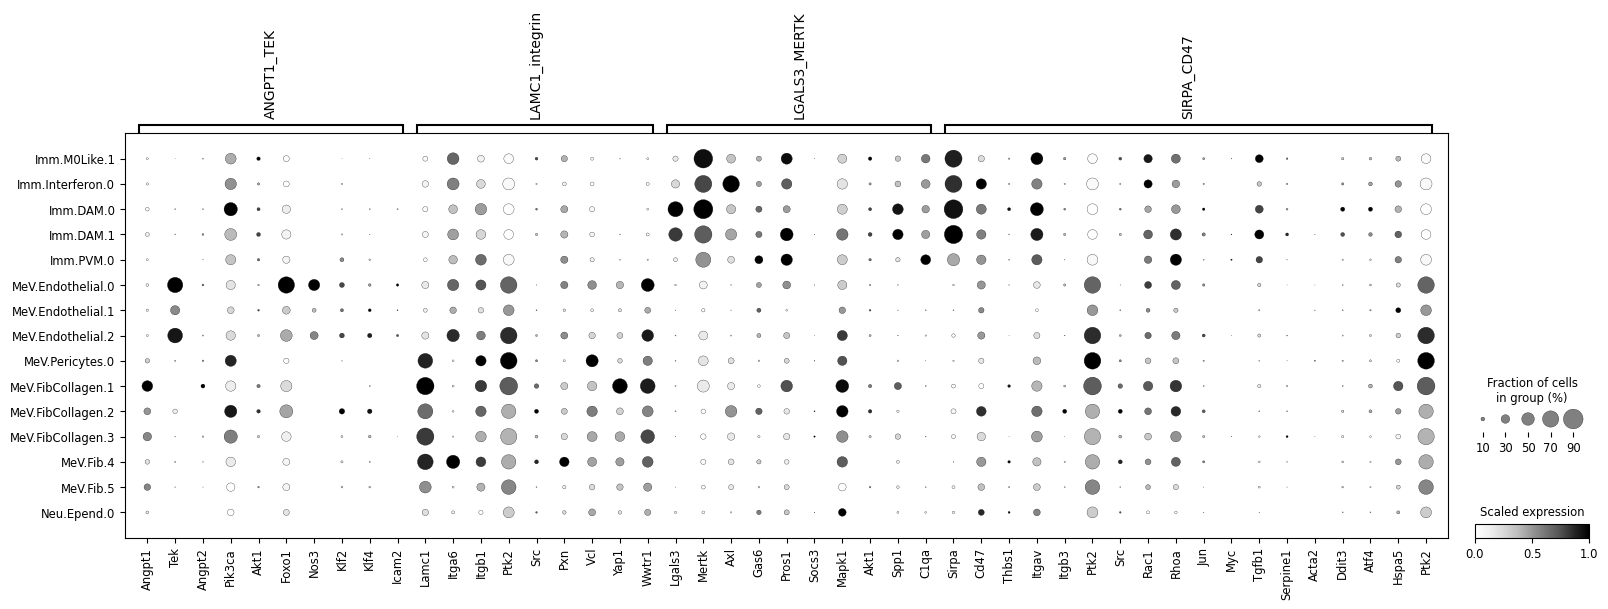 ANGPT1_TEK
LAMC1_integrin
LGALS3_MERTK
SIRPA_CD47
Imm.M0Like.1
Imm.Interferon.0
Imm.DAM.0
Imm.DAM.1
Imm.PVM.0
MeV.Endothelial.0
MeV.Endothelial.1
MeV.Endothelial.2
MeV.Pericytes.0
MeV.FibCollagen.1
MeV.FibCollagen.2
MeV.FibCollagen.3
MeV.Fib.4
MeV.Fib.5
Neu.Epend.0
Angpt1
Tek
Angpt2
Pik3ca
Akt1
Foxo1
Nos3
Klf2
Klf4
Icam2
Lamc1
Itga6
Itgb1
Ptk2
Src
Pxn
Vcl
Yap1
Wwtr1
Lgals3
Mertk
Axl
Gas6
Pros1
Socs3
Mapk1
Akt1
Spp1
C1qa
Sirpa
Cd47
Thbs1
Itgav
Itgb3
Ptk2
Src
Rac1
Rhoa
Jun
Myc
Tgfb1
Serpine1
Acta2
Ddit3
Atf4
Hspa5
Ptk2
Fraction of cells
in group (%)
10 30 50 70 90
Scaled expression
0.0 0.5 1.0